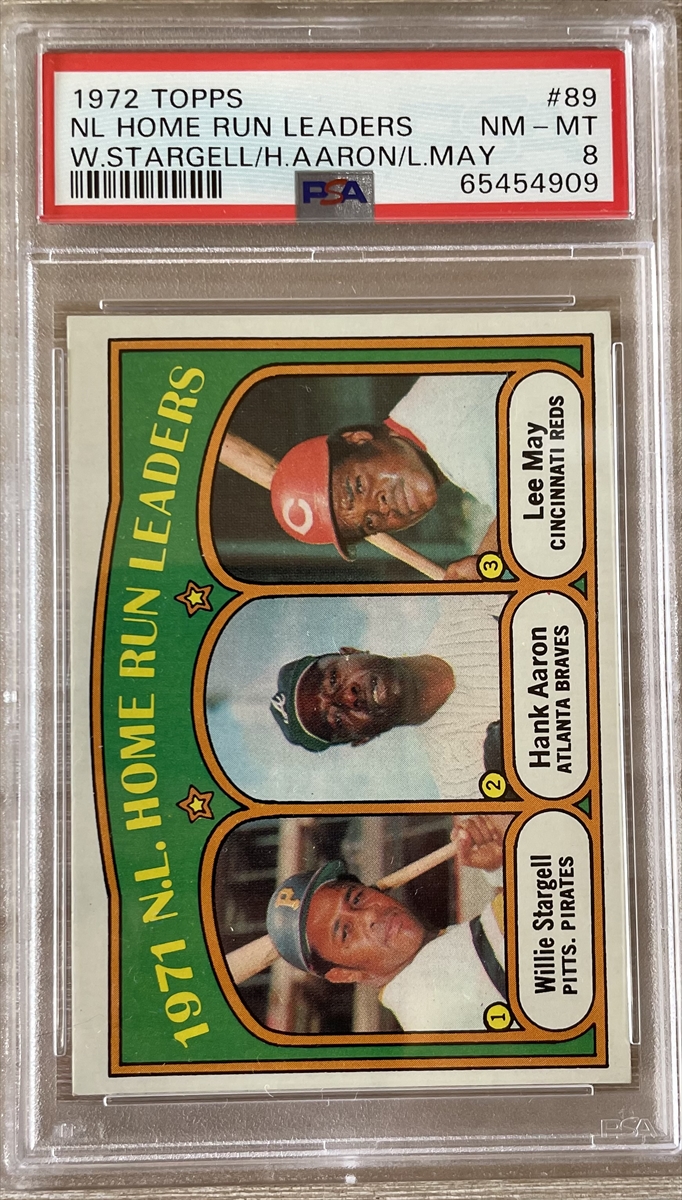 1972 TOPPS #89
NL HOME RUN LEADERS NM - MT
W.STARGELL/H.AARON/L.MAY 8
PSA 65454909
1971 N.L. HOME RUN LEADERS
1
Willie Stargell
PITTS. PIRATES
2
Hank Aaron
ATLANTA BRAVES
3
Lee May
CINCINNATI REDS
P
A
C
PSA